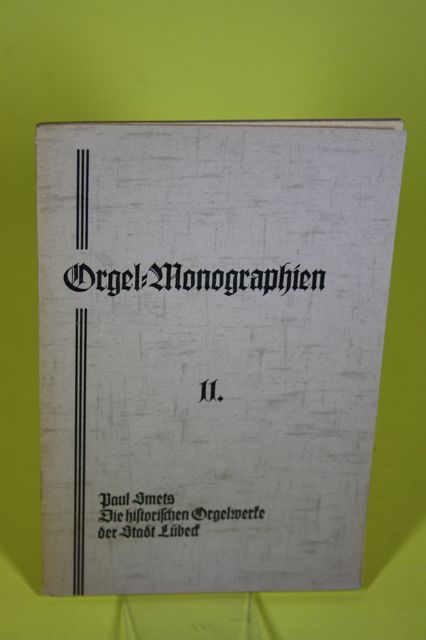 Orgel=Monographien
11.
Paul Smets
Die historischen Orgelwerke
der Stadt Lübeck